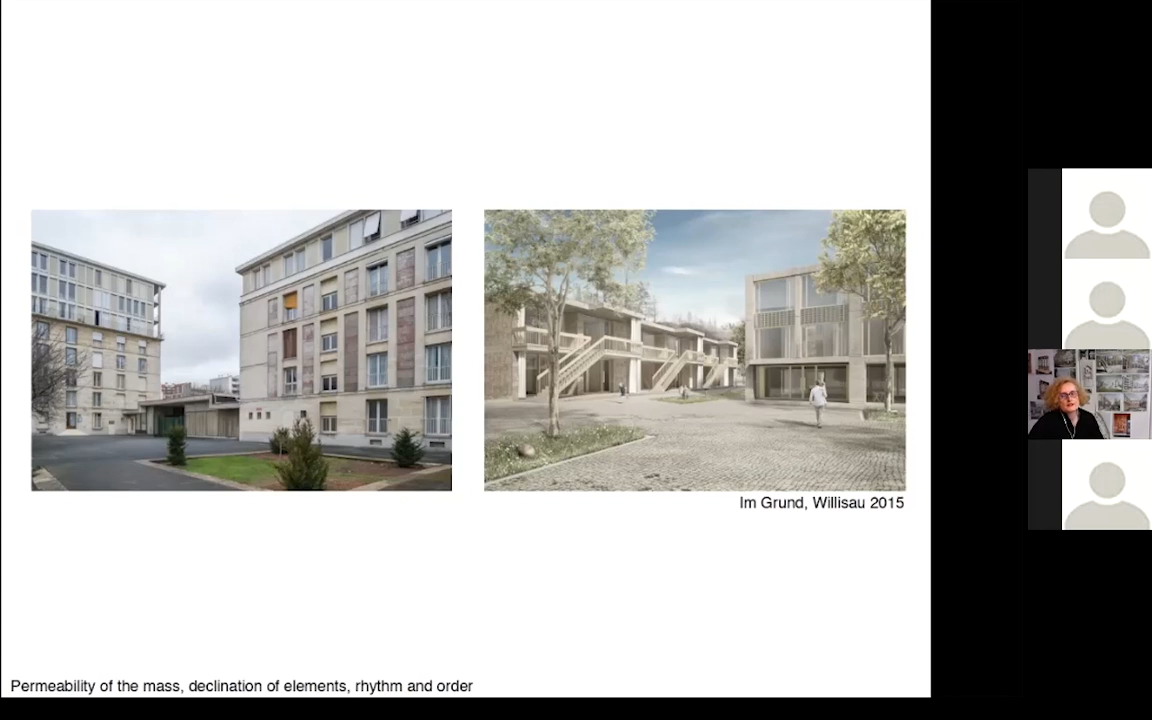 Im Grund, Willisau 2015
Permeability of the mass, declination of elements, rhythm and order